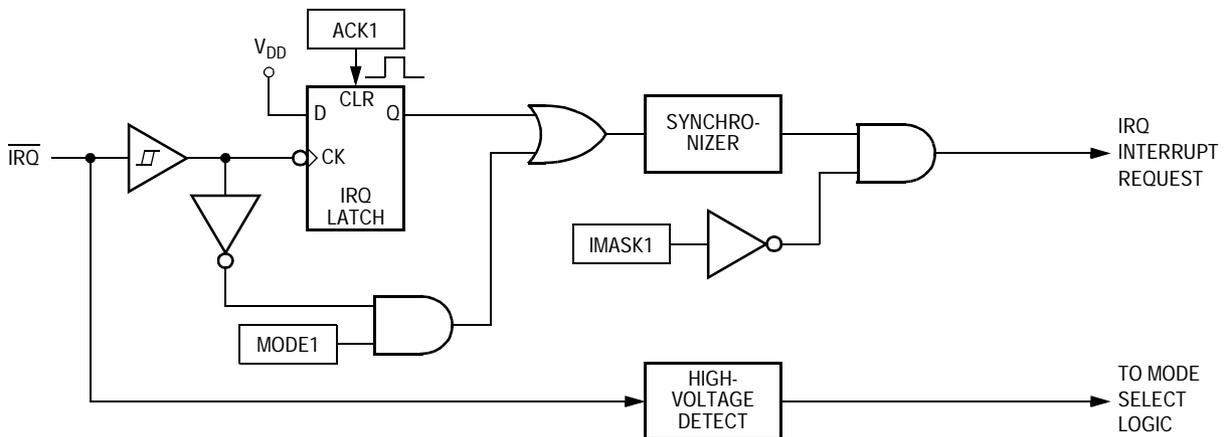 ACK1
VDD
CLR
D
Q
IRQ
CK
IRQ
LATCH
SYNCHRO-
NIZER
IRQ
INTERRUPT
REQUEST
IMASK1
MODE1
HIGH-
VOLTAGE
DETECT
TO MODE
SELECT
LOGIC